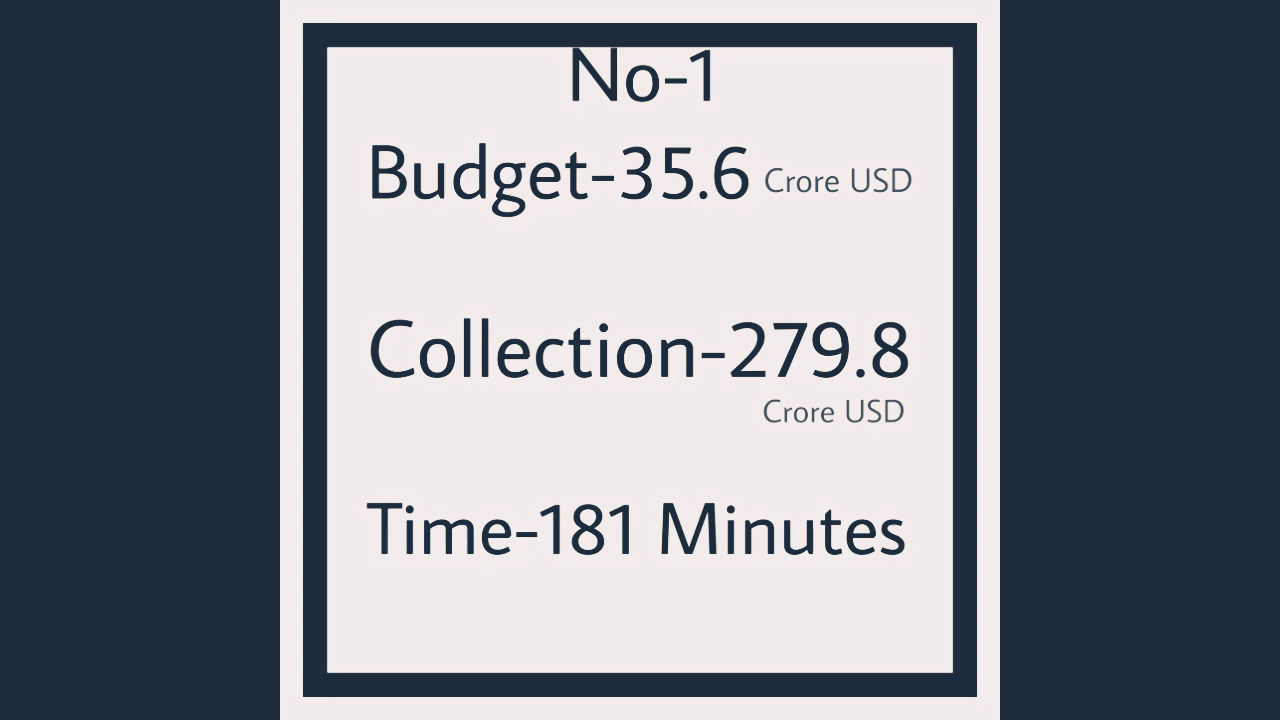 No-1
Budget-35.6 Crore USD
Collection-279.8
Crore USD
Time-181 Minutes